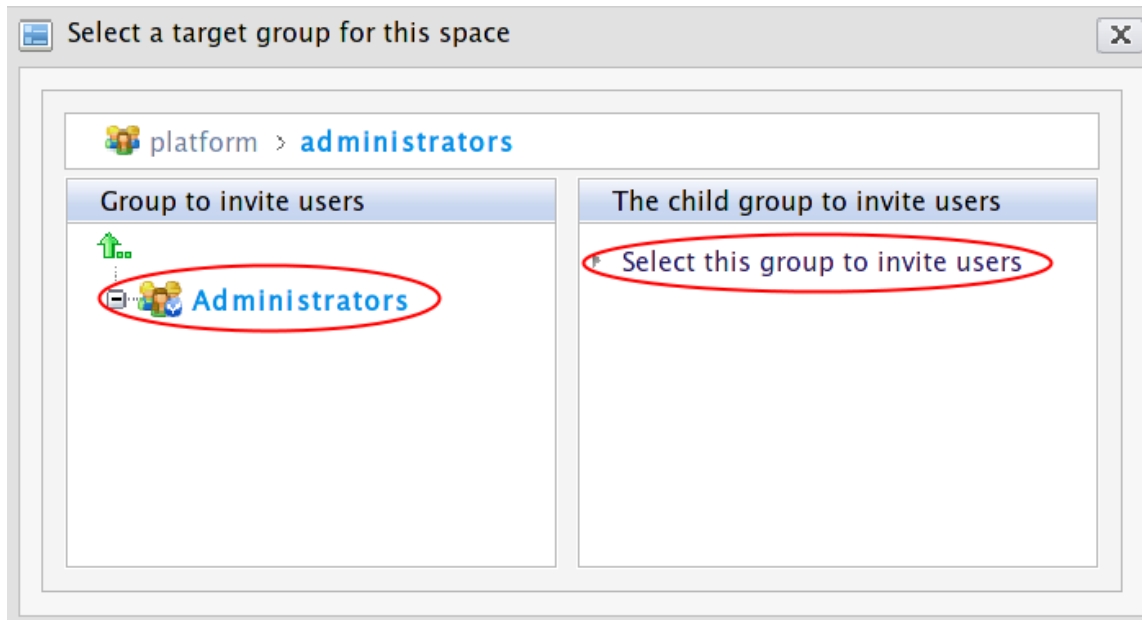 Select a target group for this space
platform > administrators
Group to invite users
The child group to invite users
Select this group to invite users
Administrators